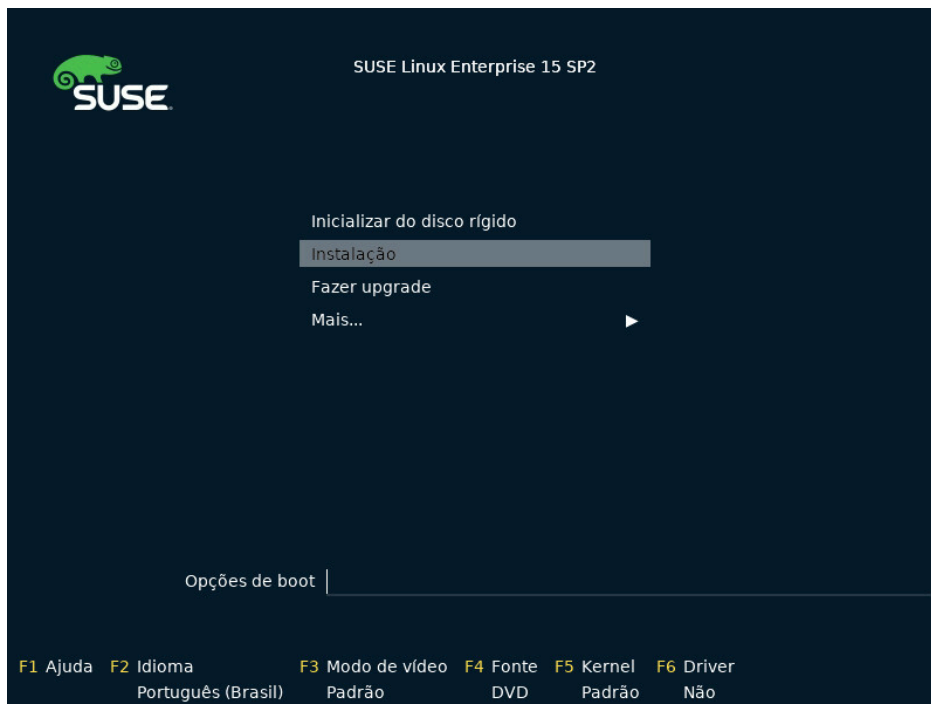 SUSE
SUSE Linux Enterprise 15 SP2
Inicializar do disco rígido
Instalação
Fazer upgrade
Mais...
Opções de boot
F1 Ajuda F2 Idioma F3 Modo de vídeo F4 Fonte F5 Kernel F6 Driver
Português (Brasil) Padrão DVD Padrão Não